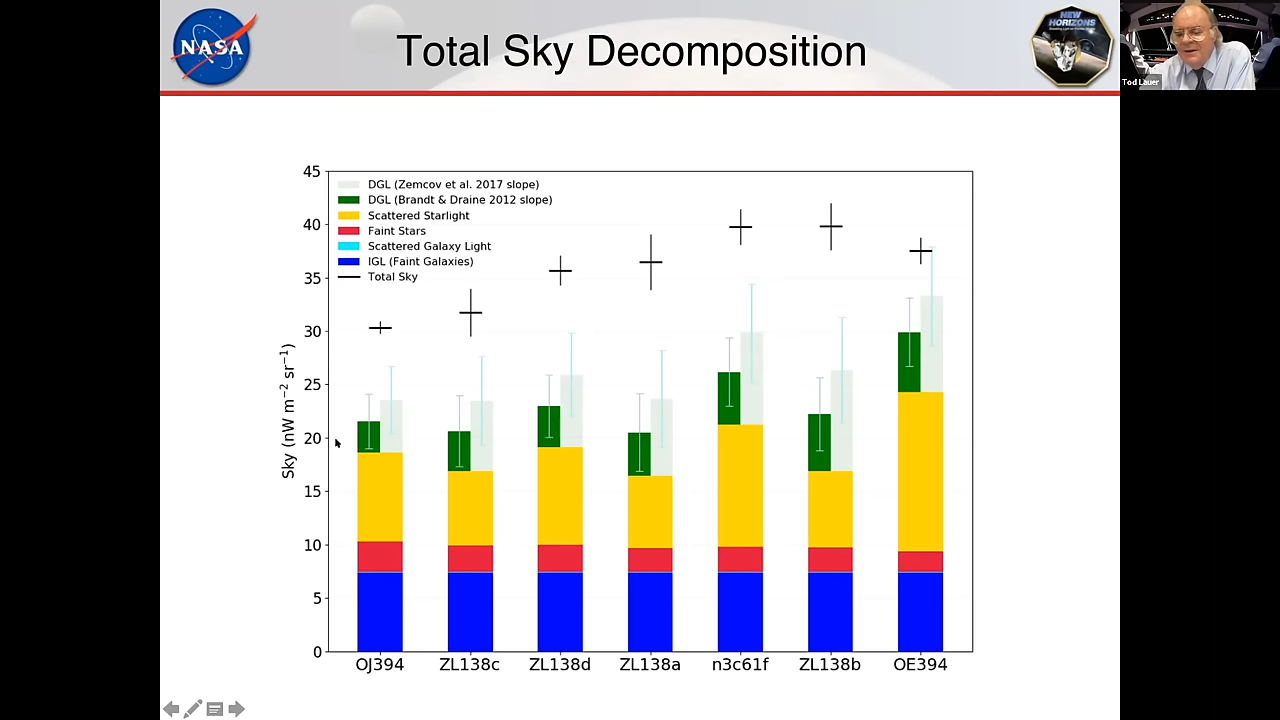 NASA
Total Sky Decomposition
NEW
HORIZONS
Tod Lauer
DGL (Zemcov et al. 2017 slope)
DGL (Brandt & Draine 2012 slope)
Scattered Starlight
Faint Stars
Scattered Galaxy Light
IGL (Faint Galaxies)
Total Sky
Sky (nW m⁻² sr⁻¹)
45
40
35
30
25
20
15
10
5
0
OJ394 ZL138c ZL138d ZL138a n3c61f ZL138b OE394